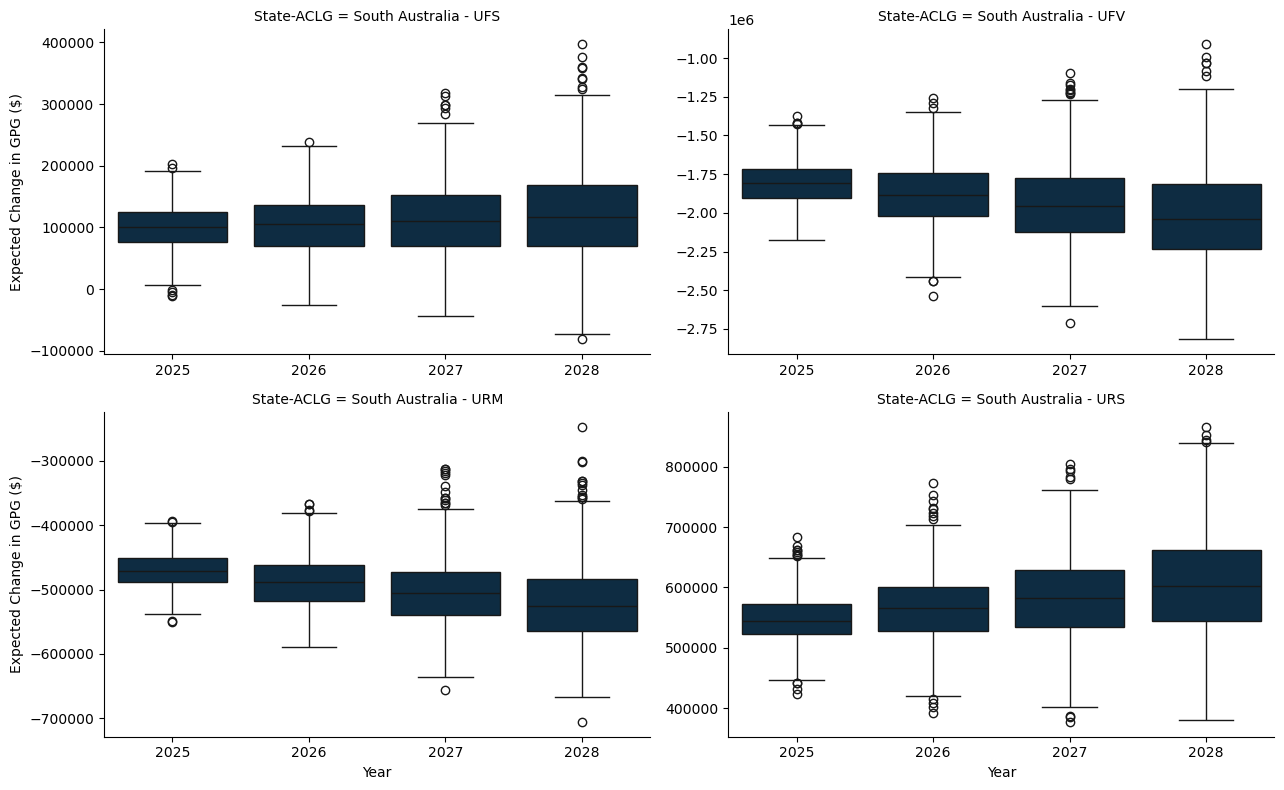 State-ACLG = South Australia - UFS
400000
300000
200000
100000
0
−100000
Expected Change in GPG ($)
2025 2026 2027 2028
State-ACLG = South Australia - UFV
1e6
−1.00
−1.25
−1.50
−1.75
−2.00
−2.25
−2.50
−2.75
2025 2026 2027 2028
State-ACLG = South Australia - URM
−300000
−400000
−500000
−600000
−700000
Expected Change in GPG ($)
2025 2026 2027 2028
Year
State-ACLG = South Australia - URS
800000
700000
600000
500000
400000
2025 2026 2027 2028
Year